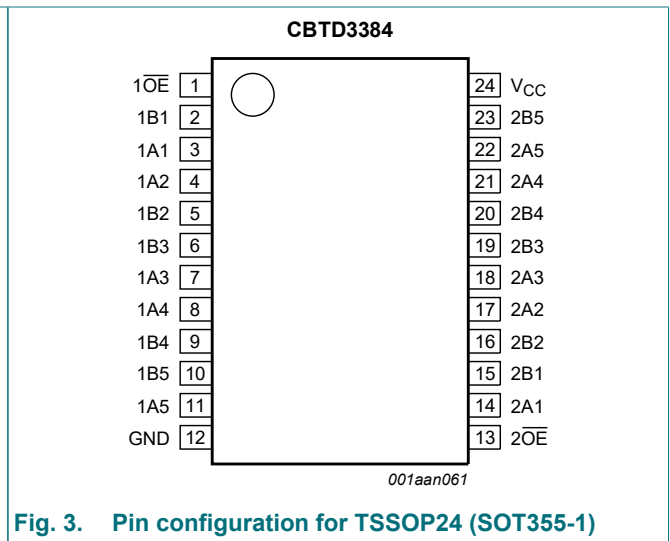 CBTD3384
1O̅E̅ 1 24 VCC
1B1 2 23 2B5
1A1 3 22 2A5
1A2 4 21 2A4
1B2 5 20 2B4
1B3 6 19 2B3
1A3 7 18 2A3
1A4 8 17 2A2
1B4 9 16 2B2
1B5 10 15 2B1
1A5 11 14 2A1
GND 12 13 2O̅E̅
001aan061
Fig. 3. Pin configuration for TSSOP24 (SOT355-1)